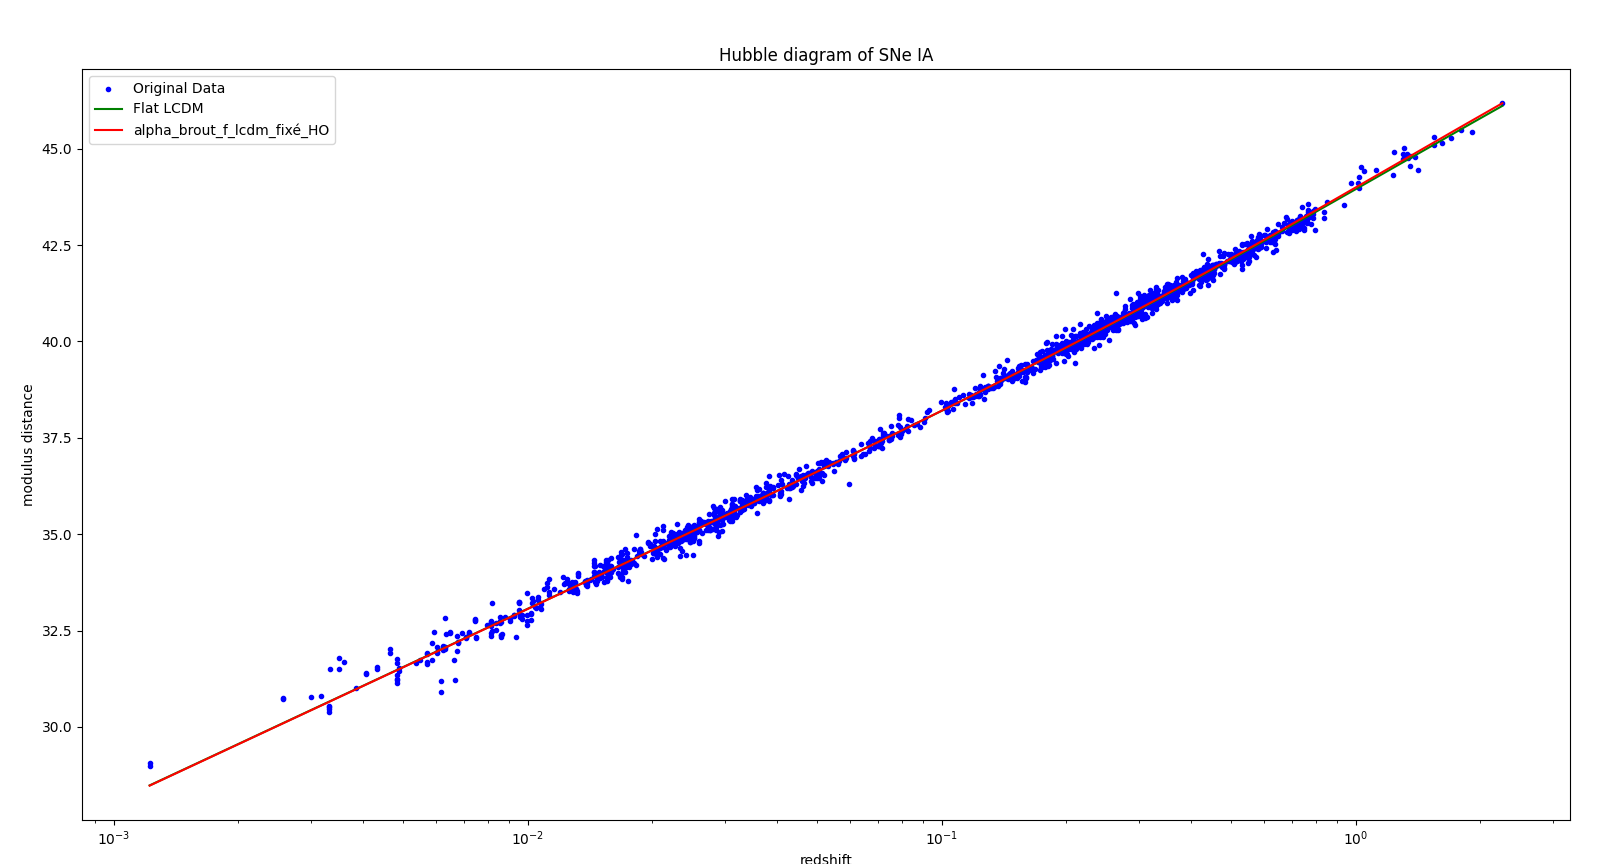 Hubble diagram of SNe IA
Original Data
Flat LCDM
alpha_brout_f_lcdm_fixé_HO
modulus distance
45.0
42.5
40.0
37.5
35.0
32.5
30.0
10⁻³
10⁻²
10⁻¹
10⁰
redshift